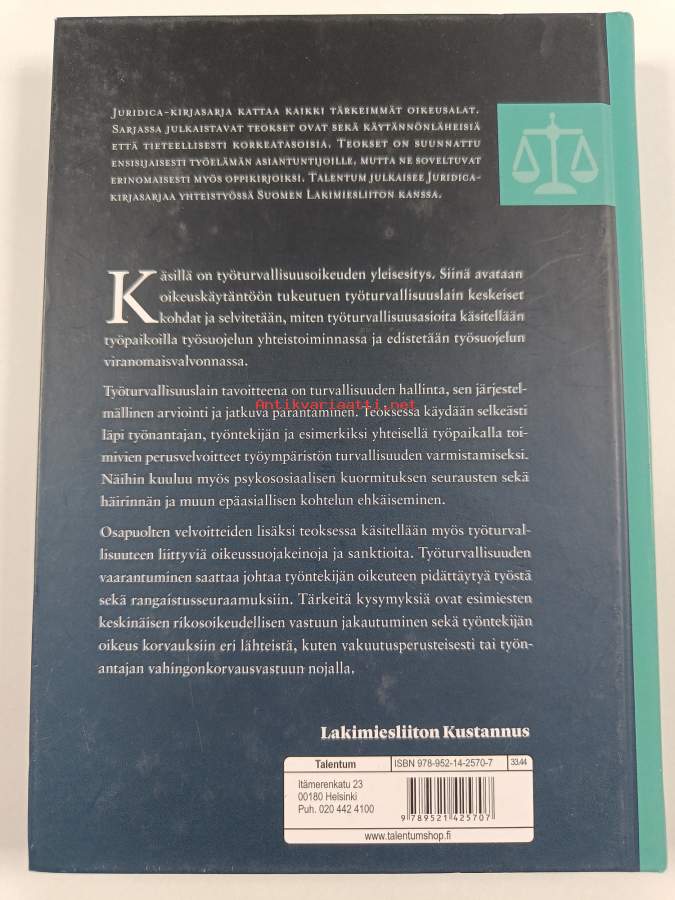 Juridica-kirjasarja kattaa kaikki tärkeimmät oikeusalat.
Sarjassa julkaistavat teokset ovat sekä käytännönläheisiä
että tieteellisesti korkeatasoisia. Teokset on suunnattu
ensisijaisesti työelämän asiantuntijoille, mutta ne soveltuvat
erinomaisesti myös oppikirjoiksi. Talentum julkaisee Juridica-
kirjasarjaa yhteistyössä Suomen Lakimiesliiton kanssa.
Käsillä on työturvallisuusoikeuden yleisesitys. Siinä avataan
oikeuskäytäntöön tukeutuen työturvallisuuslain keskeiset
kohdat ja selvitetään, miten työturvallisuusasioita käsitellään
työpaikoilla työsuojelun yhteistoiminnassa ja edistetään työsuojelun
viranomaisvalvonnassa.
Työturvallisuuslain tavoitteena on turvallisuuden hallinta, sen järjestel-
mällinen arviointi ja jatkuva parantaminen. Teoksessa käydään selkeästi
Antikvariaatti.net
läpi työnantajan, työntekijän ja esimerkiksi yhteisellä työpaikalla toi-
mivien perusvelvoitteet työympäristön turvallisuuden varmistamiseksi.
Näihin kuuluu myös psykososiaalisen kuormituksen seurausten sekä
häirinnän ja muun epäasiallisen kohtelun ehkäiseminen.
Osapuolten velvoitteiden lisäksi teoksessa käsitellään myös työturval-
lisuuteen liittyviä oikeussuojakeinoja ja sanktioita. Työturvallisuuden
vaarantuminen saattaa johtaa työntekijän oikeuteen pidättäytyä työstä
sekä rangaistusseuraamuksiin. Tärkeitä kysymyksiä ovat esimiesten
keskinäisen rikosoikeudellisen vastuun jakautuminen sekä työntekijän
oikeus korvauksiin eri lähteistä, kuten vakuutusperusteisesti tai työn-
antajan vahingonkorvausvastuun nojalla.
Lakimiesliiton Kustannus
Talentum
ISBN 978-952-14-2570-7
33.44
Itämerenkatu 23
00180 Helsinki
Puh. 020 442 4100
9 789521 425707
www.talentumshop.fi